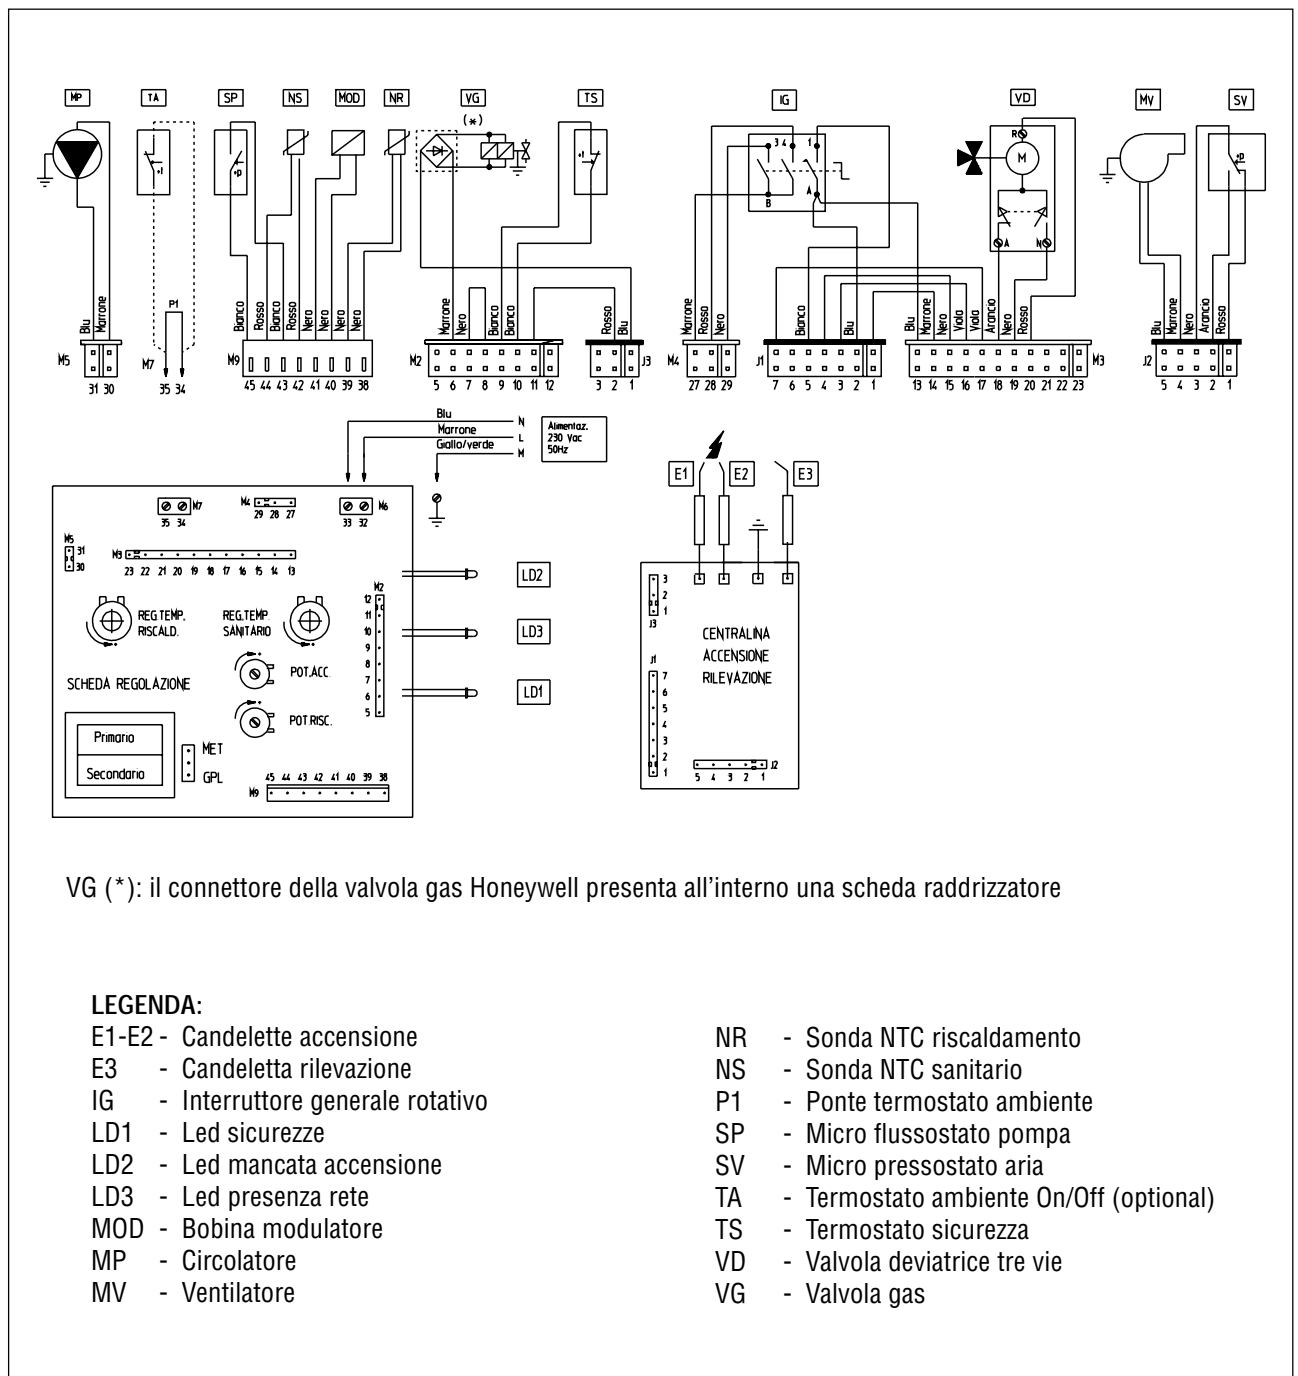 MP TA SP NS MOD NR VG TS IG VD MV SV
(*)
3 4 1
R
M
+t +p +t +p
B A
A N
P1
Blu Marrone
Bianco Rosso Bianco Rosso Nero Nero Nero Nero
Marrone Nero Bianco Bianco
Rosso Blu
Marrone Rosso Nero
Bianco Blu
Blu Marrone Nero Viola Viola Arancio Nero Rosso
Blu Marrone Nero Arancio Rosso
M5 M7 M9 M2 J3 M4 J1 M3 J2
31 30
35 34
45 44 43 42 41 40 39 38
5 6 7 8 9 10 11 12
3 2 1
27 28 29
7 6 5 4 3 2 1
13 14 15 16 17 18 19 20 21 22 23
5 4 3 2 1
Blu N
Marrone L
Giallo/verde M
Alimentaz.
230 Vac
50Hz
M7
35 34
M4
29 28 27
M6
33 32
M5
31
30
M3
23 22 21 20 19 18 17 16 15 14 13
M2
12
11
10
9
8
7
6
5
REG.TEMP.
RISCALD.
REG.TEMP.
SANITARIO
POT.ACC.
POT.RISC.
SCHEDA REGOLAZIONE
Primario
Secondario
MET
GPL
M9
45 44 43 42 41 40 39 38
LD2
LD3
LD1
E1 E2 E3
3
2
1
J3
CENTRALINA
ACCENSIONE
RILEVAZIONE
J1
7
6
5
4
3
2
1
J2
5 4 3 2 1
VG (*): il connettore della valvola gas Honeywell presenta all'interno una scheda raddrizzatore
LEGENDA:
E1-E2 - Candelette accensione
E3 - Candeletta rilevazione
IG - Interruttore generale rotativo
LD1 - Led sicurezze
LD2 - Led mancata accensione
LD3 - Led presenza rete
MOD - Bobina modulatore
MP - Circolatore
MV - Ventilatore
NR - Sonda NTC riscaldamento
NS - Sonda NTC sanitario
P1 - Ponte termostato ambiente
SP - Micro flussostato pompa
SV - Micro pressostato aria
TA - Termostato ambiente On/Off (optional)
TS - Termostato sicurezza
VD - Valvola deviatrice tre vie
VG - Valvola gas